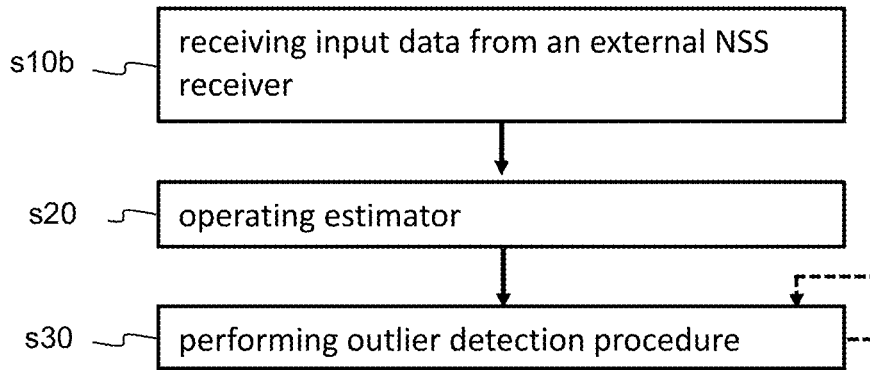 s10b
receiving input data from an external NSS
receiver
s20
operating estimator
s30
performing outlier detection procedure